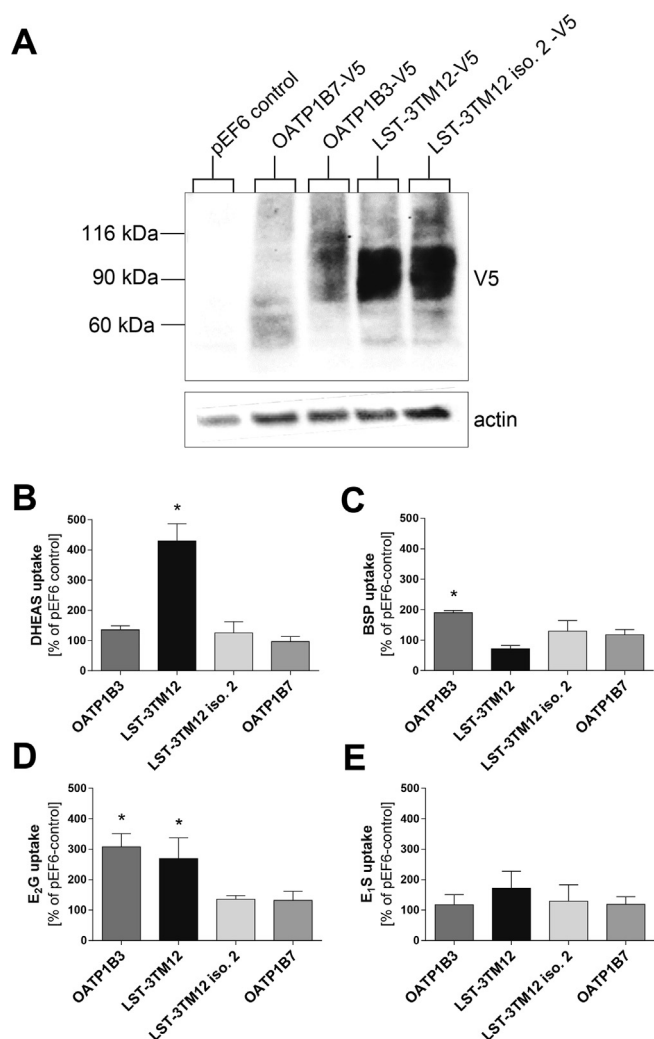 A
pEF6 control
OATP1B7-V5
OATP1B3-V5
LST-3TM12-V5
LST-3TM12 iso. 2 -V5
116 kDa
90 kDa
60 kDa
V5
actin
B
DHEAS uptake
[% of pEF6 control]
500
400
300
200
100
0
*
OATP1B3
LST-3TM12
LST-3TM12 iso. 2
OATP1B7
C
BSP uptake
[% of pEF6-control]
500
400
300
200
100
0
*
OATP1B3
LST-3TM12
LST-3TM12 iso. 2
OATP1B7
D
E₂G uptake
[% of pEF6-control]
500
400
300
200
100
0
*
*
OATP1B3
LST-3TM12
LST-3TM12 iso. 2
OATP1B7
E
E₁S uptake
[% of pEF6-control]
500
400
300
200
100
0
OATP1B3
LST-3TM12
LST-3TM12 iso. 2
OATP1B7